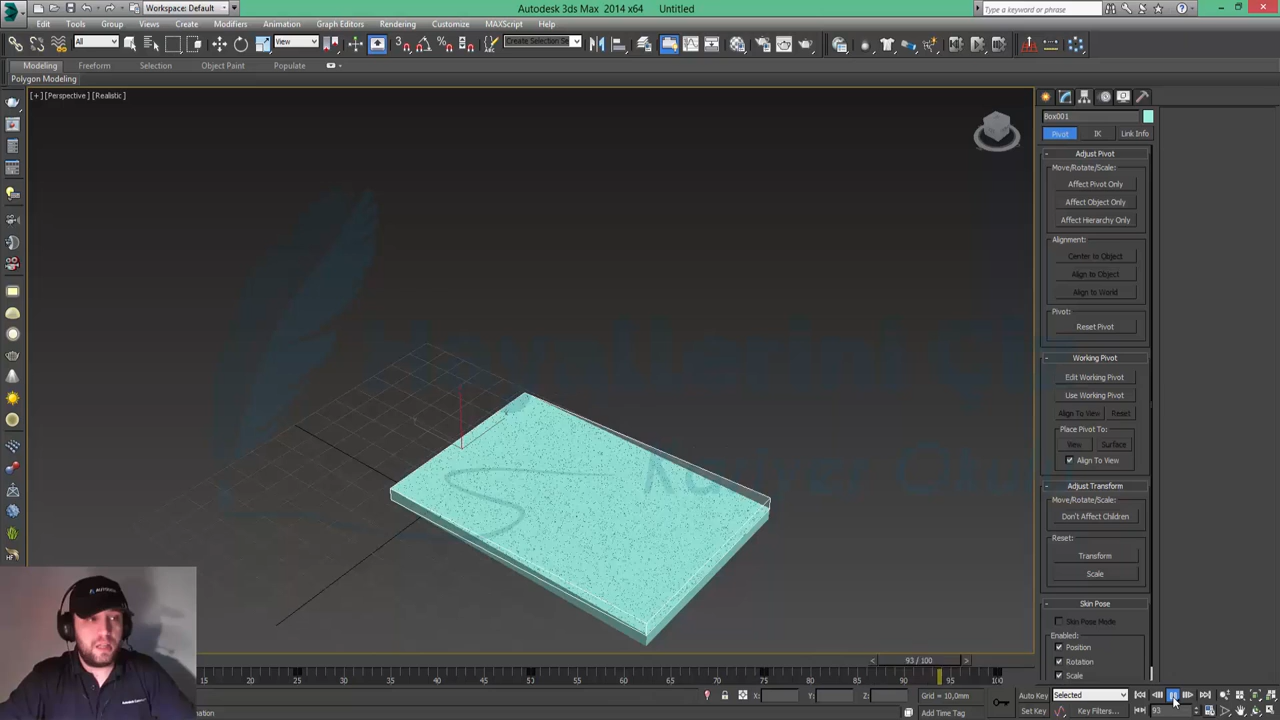 Workspace: Default
Autodesk 3ds Max 2014 x64 Untitled
Type a keyword or phrase
Edit Tools Group Views Create Modifiers Animation Graph Editors Rendering Customize MAXScript Help
All View Create Selection Se
Modeling Freeform Selection Object Paint Populate
Polygon Modeling
[+] [Perspective] [Realistic]
Box001
Pivot IK Link Info
Adjust Pivot
Move/Rotate/Scale:
Affect Pivot Only
Affect Object Only
Affect Hierarchy Only
Alignment:
Center to Object
Align to Object
Align to World
Pivot:
Reset Pivot
Working Pivot
Edit Working Pivot
Use Working Pivot
Align To View Reset
Place Pivot To:
View Surface
Align To View
Adjust Transform
Move/Rotate/Scale:
Don't Affect Children
Reset:
Transform
Scale
Skin Pose
Skin Pose Mode
Enabled:
Position
Rotation
Scale
93 / 100
15 20 25 30 35 40 45 50 55 60 65 70 75 80 85 90 95 100
X: Y: Z: Grid = 10,0mm Auto Key Selected
Add Time Tag Set Key Key Filters... 93
AUTODESK